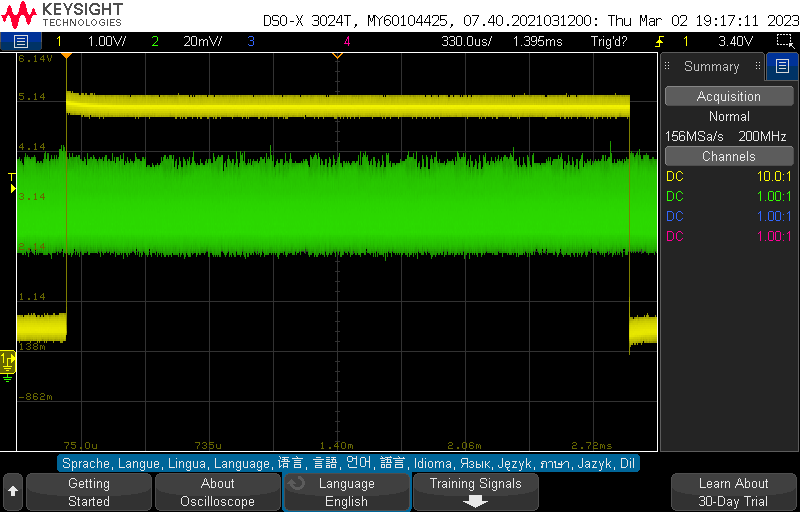 KEYSIGHT
TECHNOLOGIES
DSO-X 3024T, MY60104425, 07.40.2021031200: Thu Mar 02 19:17:11 2023
1 1.00V/ 2 20mV/ 3 4 330.0us/ 1.395ms Trig'd? 1 3.40V
6.14V
5.14
4.14
T
3.14
2.14
1.14
138m
1
-862m
75.0u 735u 1.40m 2.06m 2.72ms
Summary
Acquisition
Normal
156MSa/s 200MHz
Channels
DC 10.0:1
DC 1.00:1
DC 1.00:1
DC 1.00:1
Sprache, Langue, Lingua, Language, 语言, 言語, 언어, 語言, Idioma, Язык, Język, ภาษา, Jazyk, Dil
Getting
Started
About
Oscilloscope
Language
English
Training Signals
Learn About
30-Day Trial